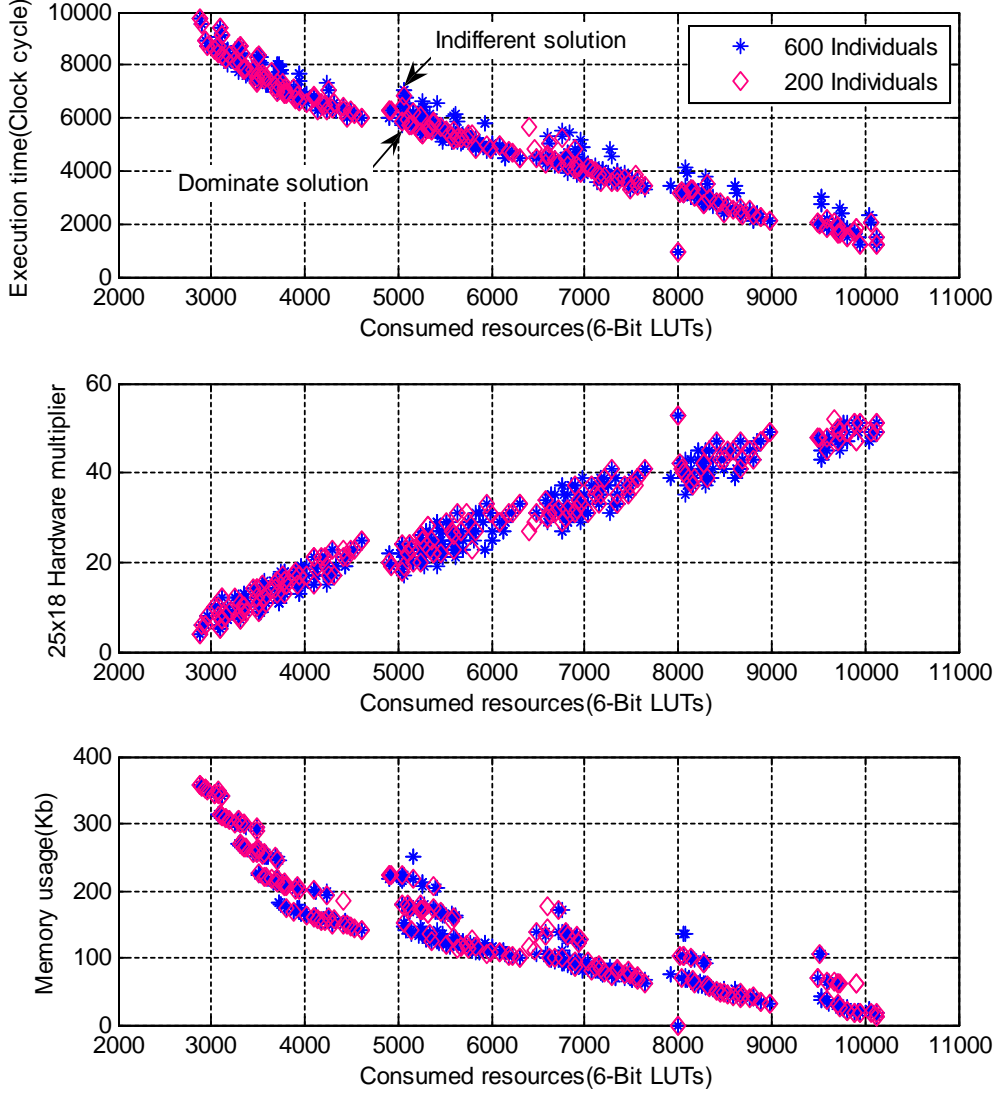 10000
8000
6000
4000
2000
0
Execution time(Clock cycle)
Indifferent solution
Dominate solution
600 Individuals
200 Individuals
2000 3000 4000 5000 6000 7000 8000 9000 10000 11000
Consumed resources(6-Bit LUTs)
60
40
20
0
25x18 Hardware multiplier
2000 3000 4000 5000 6000 7000 8000 9000 10000 11000
Consumed resources(6-Bit LUTs)
400
300
200
100
0
Memory usage(Kb)
2000 3000 4000 5000 6000 7000 8000 9000 10000 11000
Consumed resources(6-Bit LUTs)